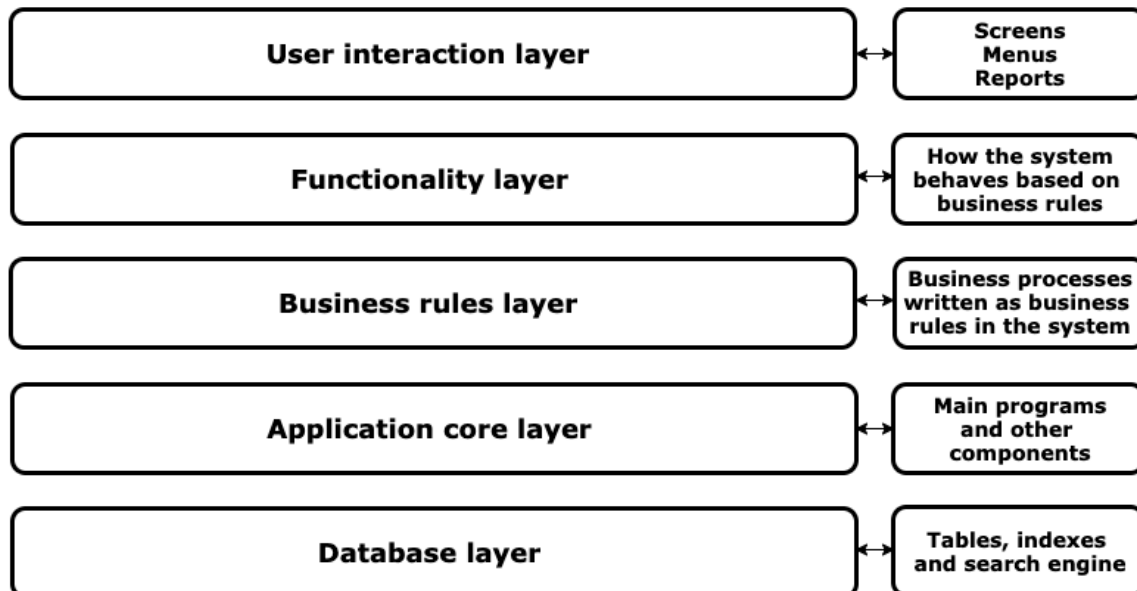 User interaction layer
Screens
Menus
Reports
Functionality layer
How the system
behaves based on
business rules
Business rules layer
Business processes
written as business
rules in the system
Application core layer
Main programs
and other
components
Database layer
Tables, indexes
and search engine